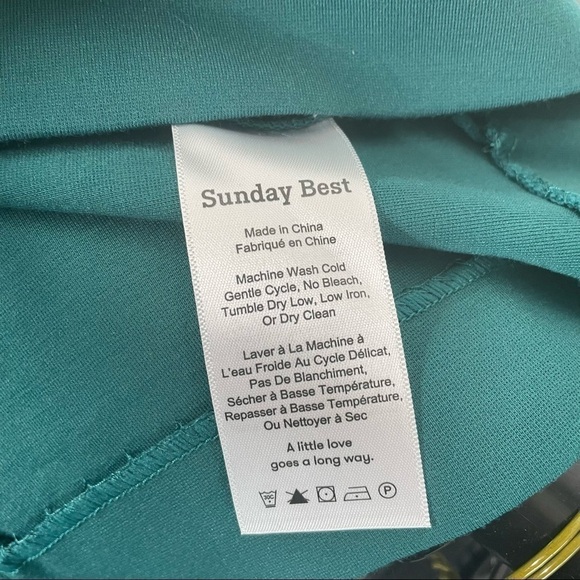 Sunday Best
Made in China
Fabriqué en Chine
Machine Wash Cold
Gentle Cycle, No Bleach,
Tumble Dry Low, Low Iron,
Or Dry Clean
Laver à La Machine à
L'eau Froide Au Cycle Délicat,
Pas De Blanchiment,
Sécher à Basse Température,
Repasser à Basse Température,
Ou Nettoyer à Sec
A little love
goes a long way.
30C P